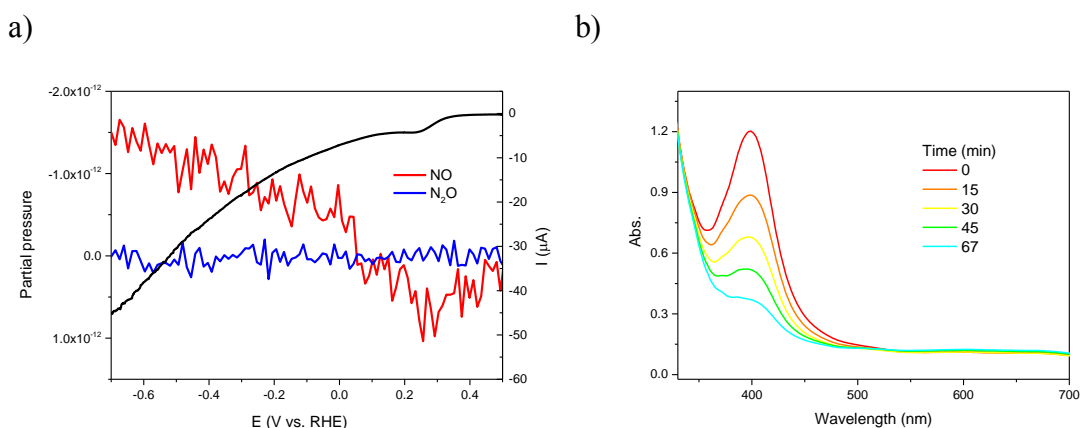 a)
b)
-2.0x10⁻¹²
-1.0x10⁻¹²
0.0
1.0x10⁻¹²
Partial pressure
-0.6
-0.4
-0.2
0.0
0.2
0.4
E (V vs. RHE)
0
-10
-20
-30
-40
-50
-60
I (μA)
NO
N₂O
1.2
0.9
0.6
0.3
0.0
Abs.
400
500
600
700
Wavelength (nm)
Time (min)
0
15
30
45
67